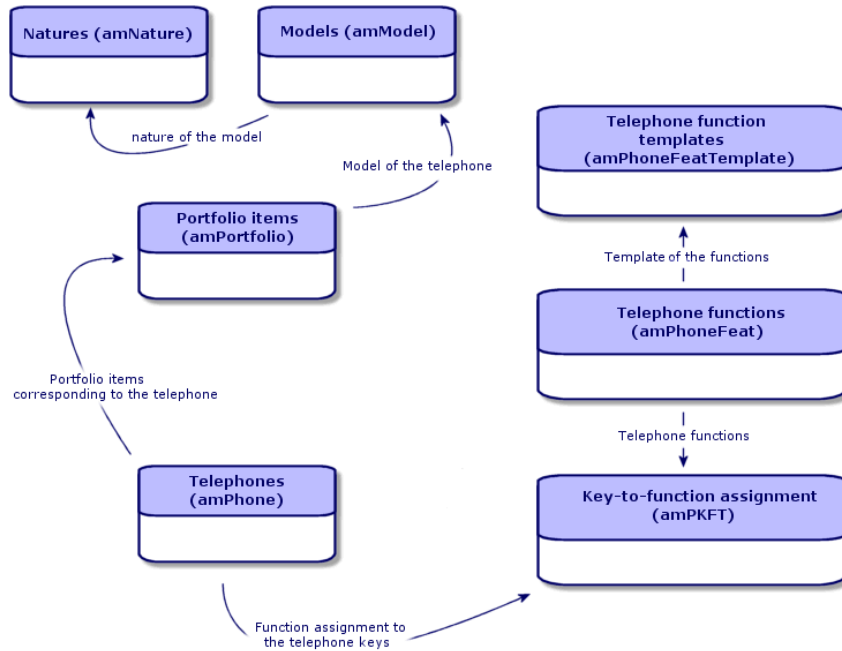 Natures (amNature)
Models (amModel)
nature of the model
Model of the telephone
Telephone function
templates
(amPhoneFeatTemplate)
Portfolio items
(amPortfolio)
Template of the functions
Telephone functions
(amPhoneFeat)
Portfolio items
corresponding to the telephone
Telephone functions
Telephones
(amPhone)
Key-to-function assignment
(amPKFT)
Function assignment to
the telephone keys